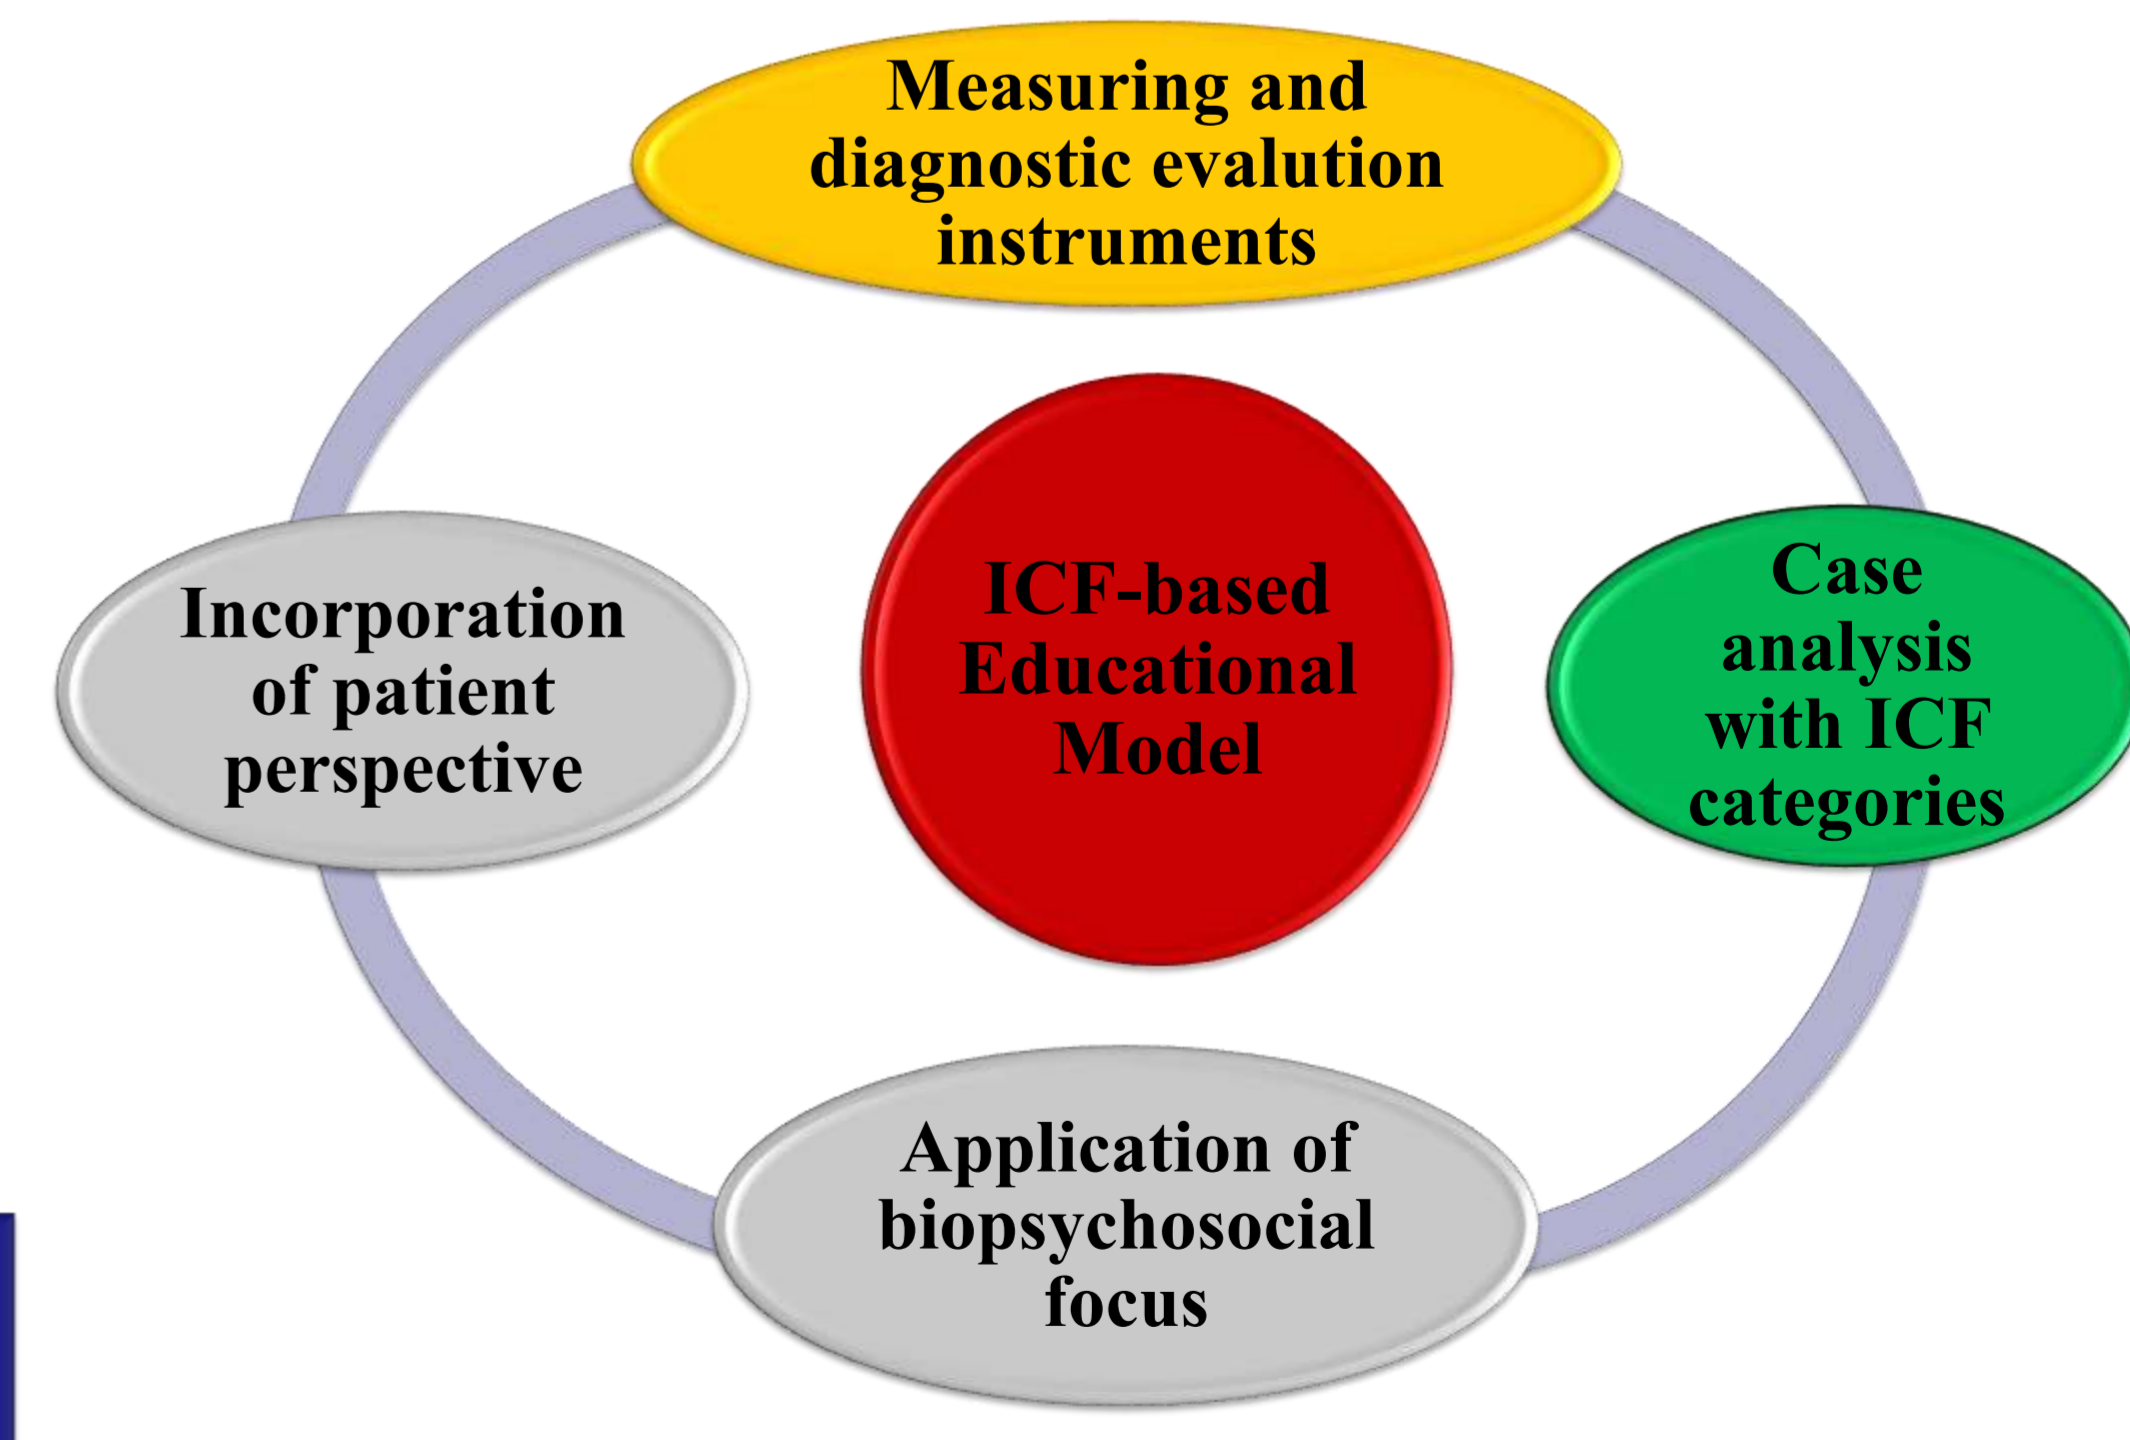 Measuring and
diagnostic evalution
instruments
Incorporation
of patient
perspective
ICF-based
Educational
Model
Case
analysis
with ICF
categories
Application of
biopsychosocial
focus